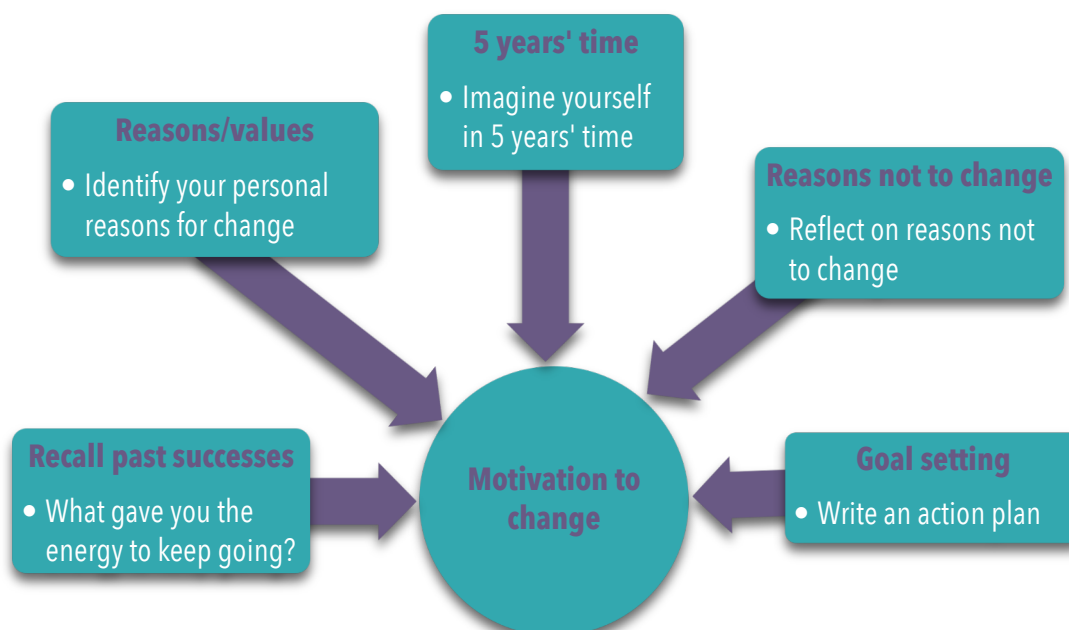 5 years' time
• Imagine yourself
in 5 years' time
Reasons/values
• Identify your personal
reasons for change
Reasons not to change
• Reflect on reasons not
to change
Recall past successes
• What gave you the
energy to keep going?
Motivation to
change
Goal setting
• Write an action plan